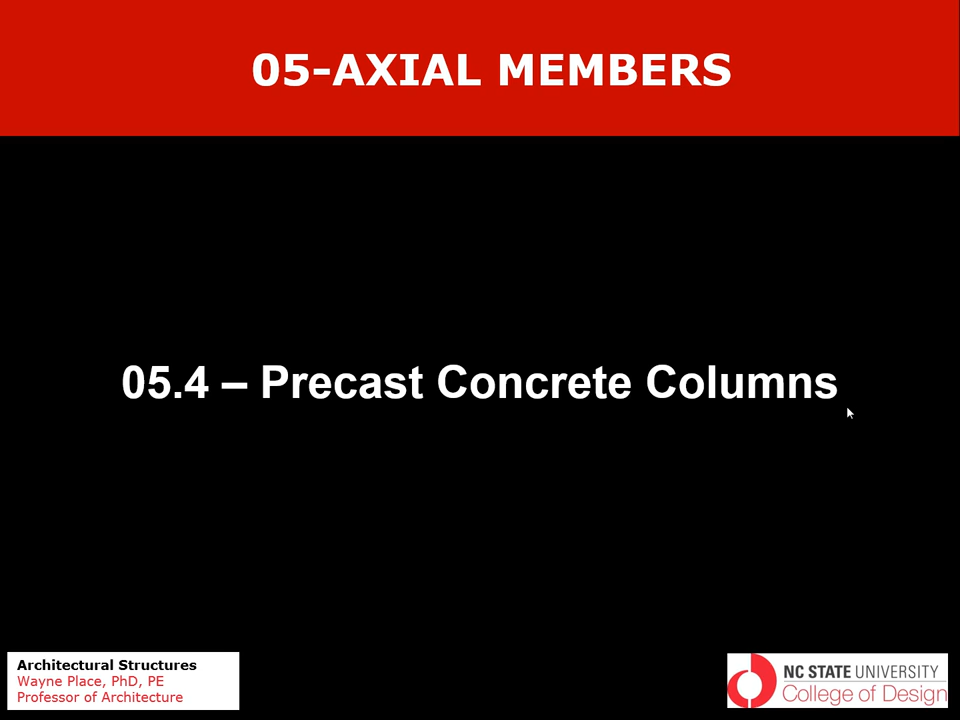 05-AXIAL MEMBERS
05.4 – Precast Concrete Columns
Architectural Structures
Wayne Place, PhD, PE
Professor of Architecture
NC STATE UNIVERSITY
College of Design